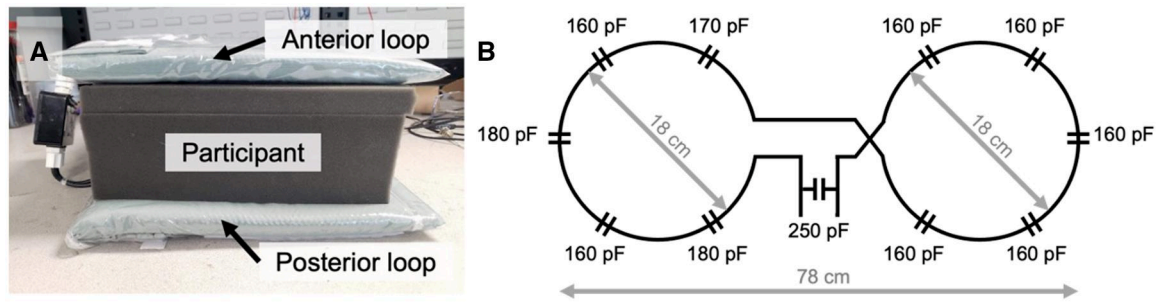 A
Anterior loop
Participant
Posterior loop
B
160 pF
170 pF
160 pF
160 pF
180 pF
18 cm
18 cm
160 pF
160 pF
180 pF
250 pF
160 pF
160 pF
78 cm